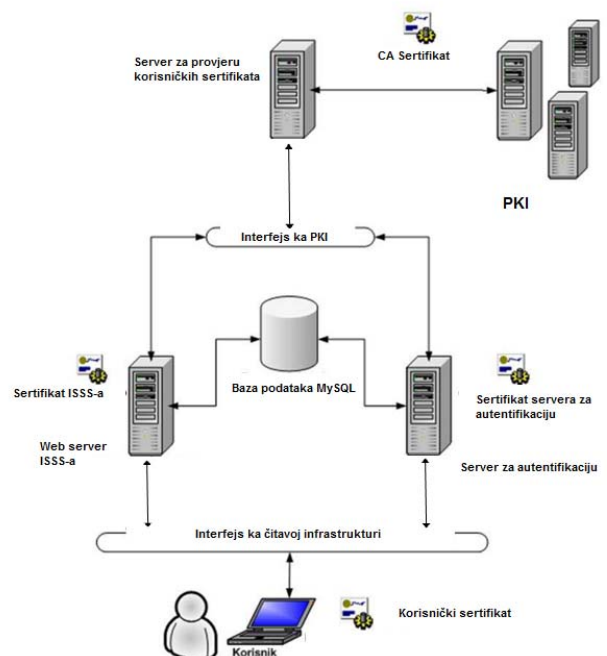 Server za provjeru
korisničkih sertifikata
CA Sertifikat
PKI
Interfejs ka PKI
Baza podataka MySQL
Sertifikat ISSS-a
Sertifikat servera za
autentifikaciju
Web server
ISSS-a
Server za autentifikaciju
Interfejs ka čitavoj infrastrukturi
Korisnički sertifikat
Korisnik